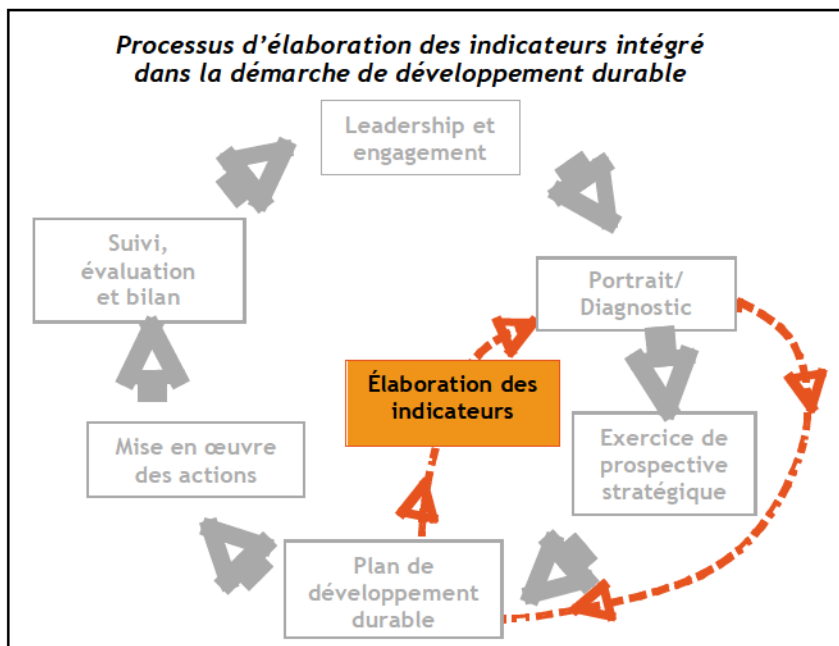 Processus d’élaboration des indicateurs intégré
dans la démarche de développement durable
Leadership et
engagement
Suivi,
évaluation
et bilan
Portrait/
Diagnostic
Élaboration des
indicateurs
Mise en œuvre
des actions
Exercice de
prospective
stratégique
Plan de
développement
durable